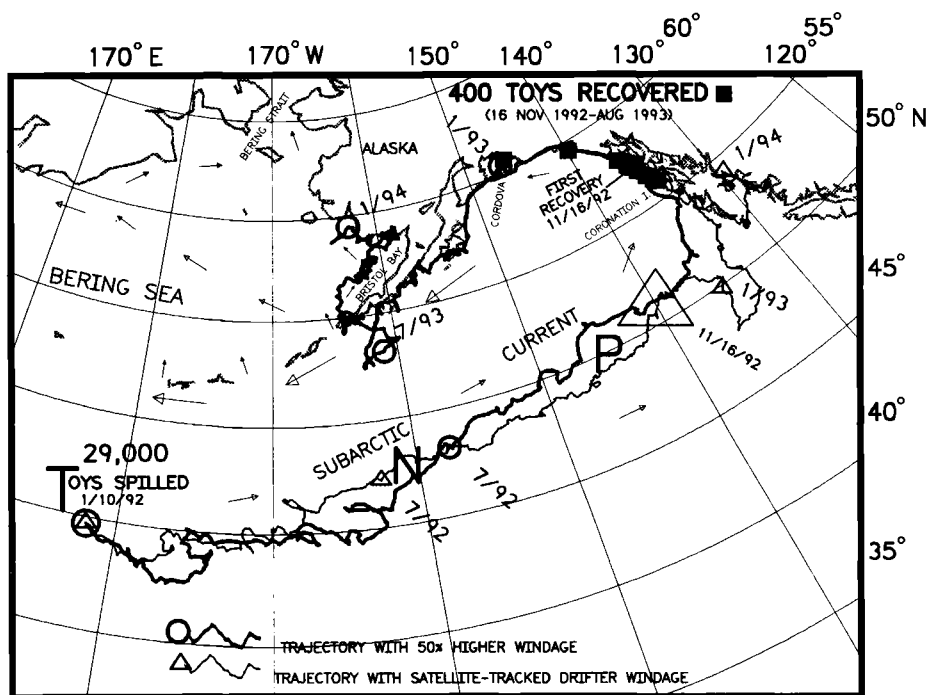 60° 55°
170° E 170° W 150° 140° 130° 120°
400 TOYS RECOVERED
(16 NOV 1992-AUG 1993)
50° N
BERING STRAIT
ALASKA
1/93
1/94
CORDOVA
FIRST
RECOVERY
11/16/92
CORONATION I.
1/94
BRISTOL BAY
BERING SEA
45°
1/93
7/93
CURRENT
11/16/92
P
40°
SUBARCTIC
N
7/92
7/92
29,000
TOYS SPILLED
1/10/92
35°
TRAJECTORY WITH 50% HIGHER WINDAGE
TRAJECTORY WITH SATELLITE-TRACKED DRIFTER WINDAGE